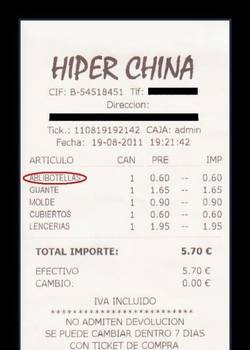 HIPER CHINA
CIF: B-54518451 Tif:
Direccion:
Tick.: 110819192142 CAJA: admin
Fecha: 19-08-2011 19:21:42
ARTICULO CAN PRE IMP
ABLIBOTELLAS 1 0.60 -- 0.60
GUANTE 1 1.65 -- 1.65
MOLDE 1 0.90 -- 0.90
CUBIERTOS 1 0.60 -- 0.60
LENCERIAS 1 1.95 -- 1.95
TOTAL IMPORTE: 5.70 €
EFECTIVO 5.70 €
CAMBIO: 0.00 €
IVA INCLUIDO
********************
NO ADMITEN DEVOLUCION
SE PUEDE CAMBIAR DENTRO 7 DIAS
CON TICKET DE COMPRA